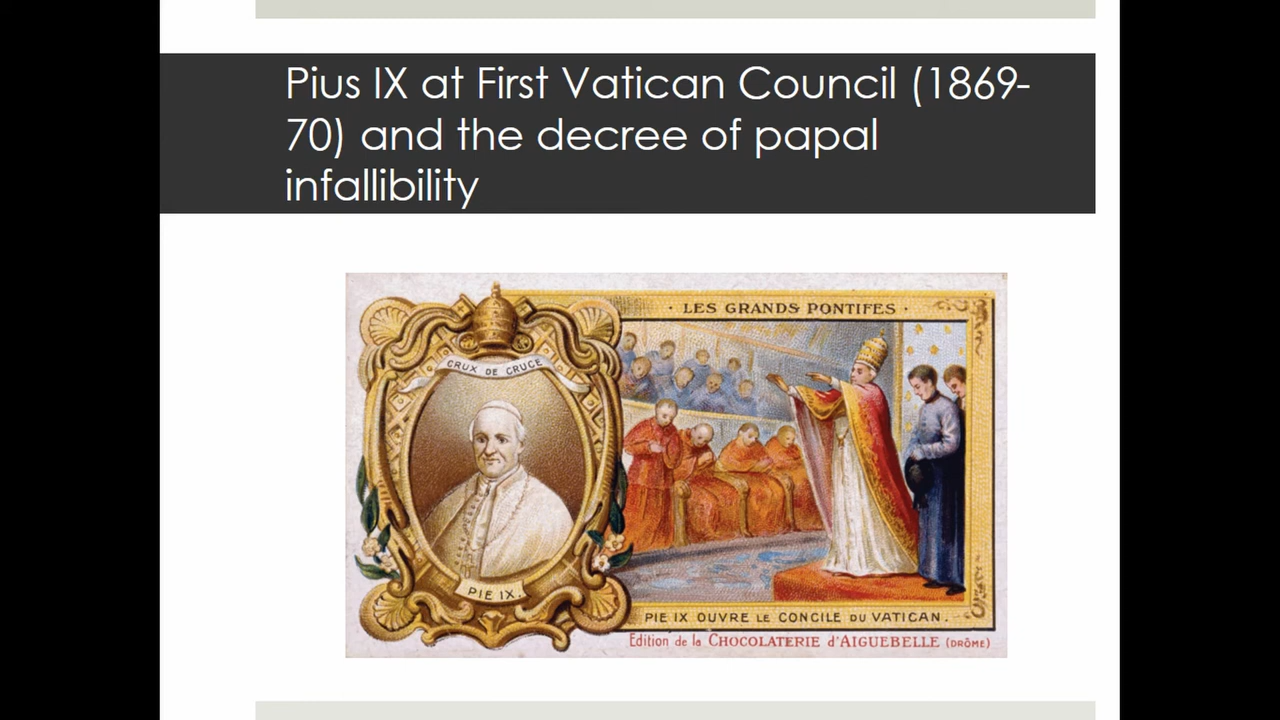 Pius IX at First Vatican Council (1869-
70) and the decree of papal
infallibility
· LES GRANDS PONTIFES ·
CRUX DE CRUCE
PIE IX.
PIE IX OUVRE LE CONCILE DU VATICAN.
Edition de la CHOCOLATERIE d'AIGUEBELLE (DRÔME)